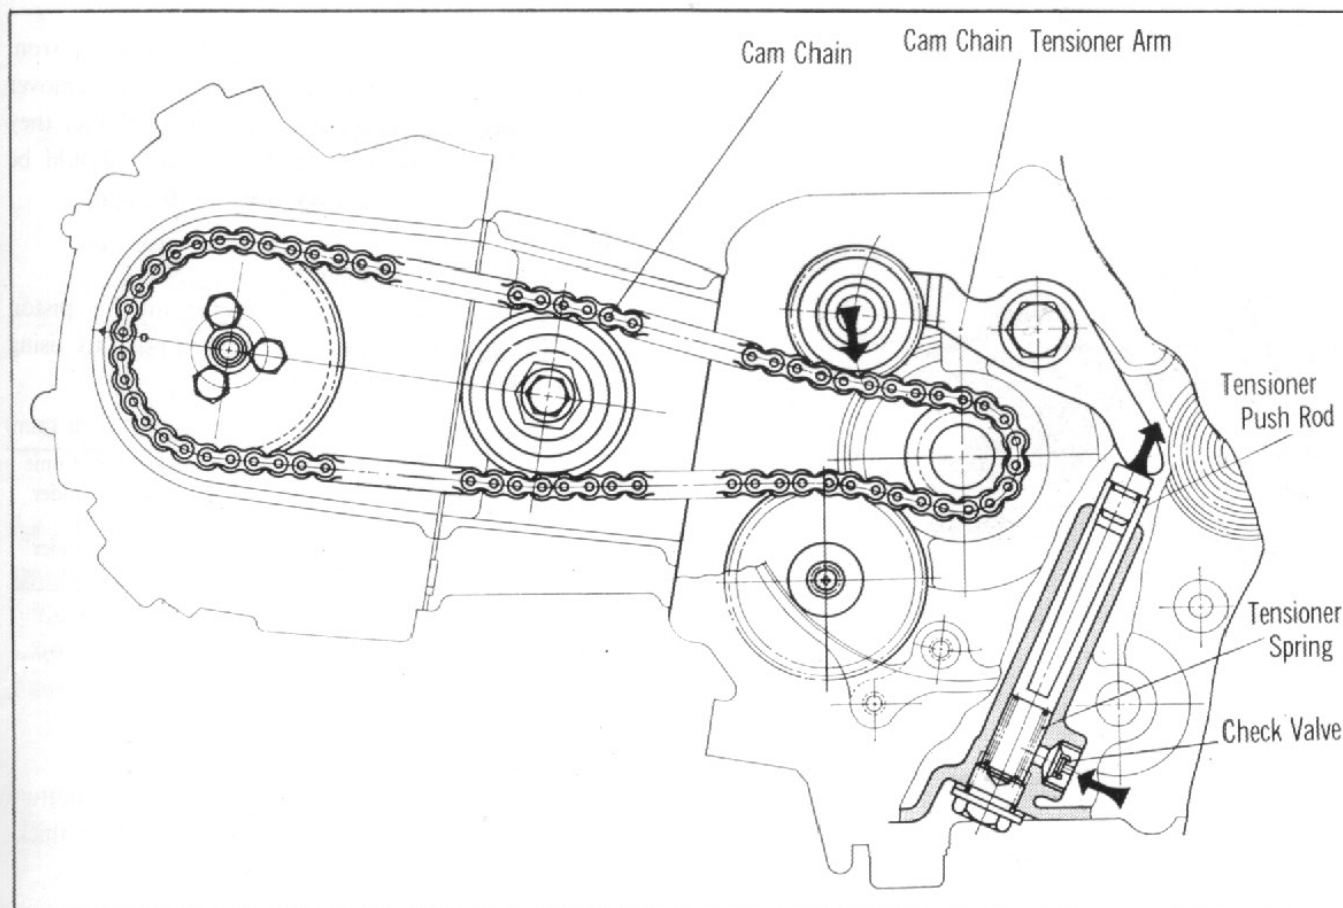 Cam Chain
Cam Chain Tensioner Arm
Tensioner
Push Rod
Tensioner
Spring
Check Valve